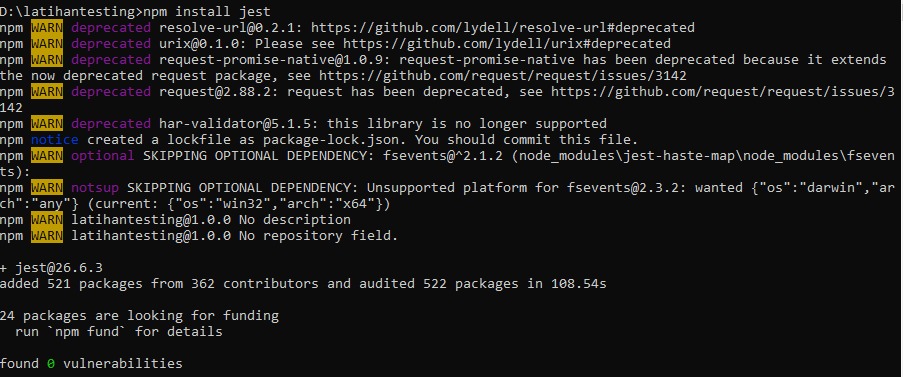 D:\latihantesting>npm install jest
npm WARN deprecated resolve-url@0.2.1: https://github.com/lydell/resolve-url#deprecated
npm WARN deprecated urix@0.1.0: Please see https://github.com/lydell/urix#deprecated
npm WARN deprecated request-promise-native@1.0.9: request-promise-native has been deprecated because it extends
the now deprecated request package, see https://github.com/request/request/issues/3142
npm WARN deprecated request@2.88.2: request has been deprecated, see https://github.com/request/request/issues/3
142
npm WARN deprecated har-validator@5.1.5: this library is no longer supported
npm notice created a lockfile as package-lock.json. You should commit this file.
npm WARN optional SKIPPING OPTIONAL DEPENDENCY: fsevents@^2.1.2 (node_modules\jest-haste-map\node_modules\fseven
ts):
npm WARN notsup SKIPPING OPTIONAL DEPENDENCY: Unsupported platform for fsevents@2.3.2: wanted {"os":"darwin","ar
ch":"any"} (current: {"os":"win32","arch":"x64"})
npm WARN latihantesting@1.0.0 No description
npm WARN latihantesting@1.0.0 No repository field.
+ jest@26.6.3
added 521 packages from 362 contributors and audited 522 packages in 108.54s
24 packages are looking for funding
run `npm fund` for details
found 0 vulnerabilities